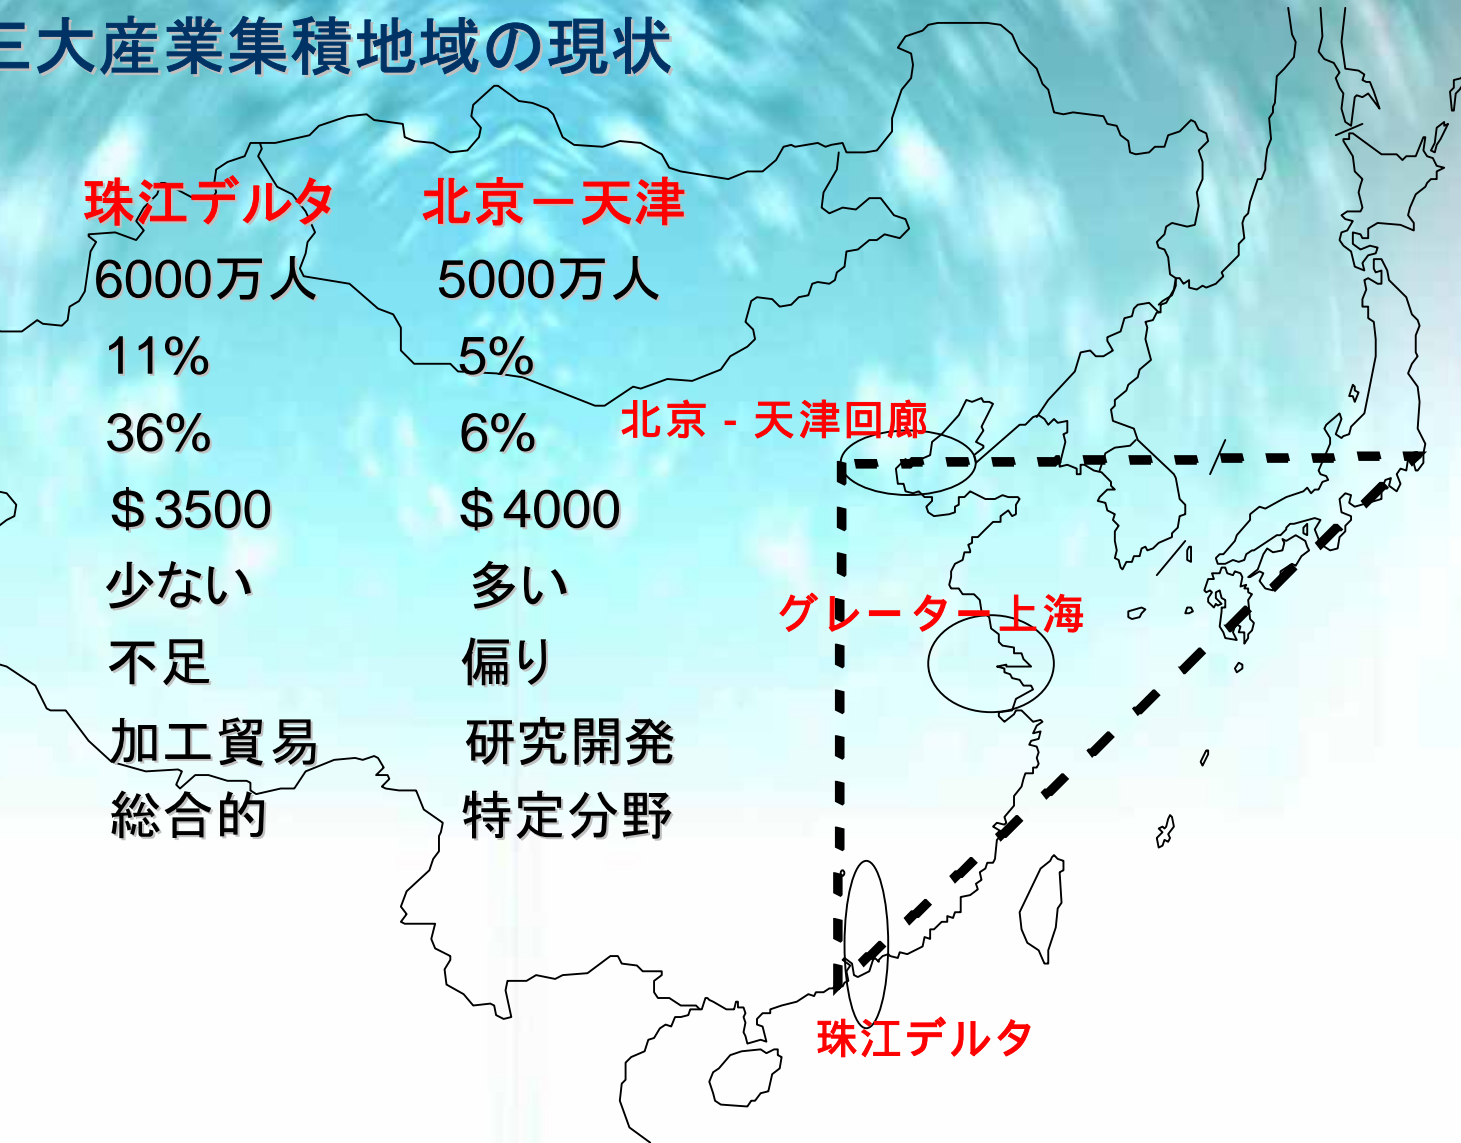 三大産業集積地域の現状
珠江デルタ 北京－天津
6000万人 5000万人
11% 5%
36% 6%
＄3500 ＄4000
少ない 多い
不足 偏り
加工貿易 研究開発
総合的 特定分野
北京 - 天津回廊
グレーター上海
珠江デルタ